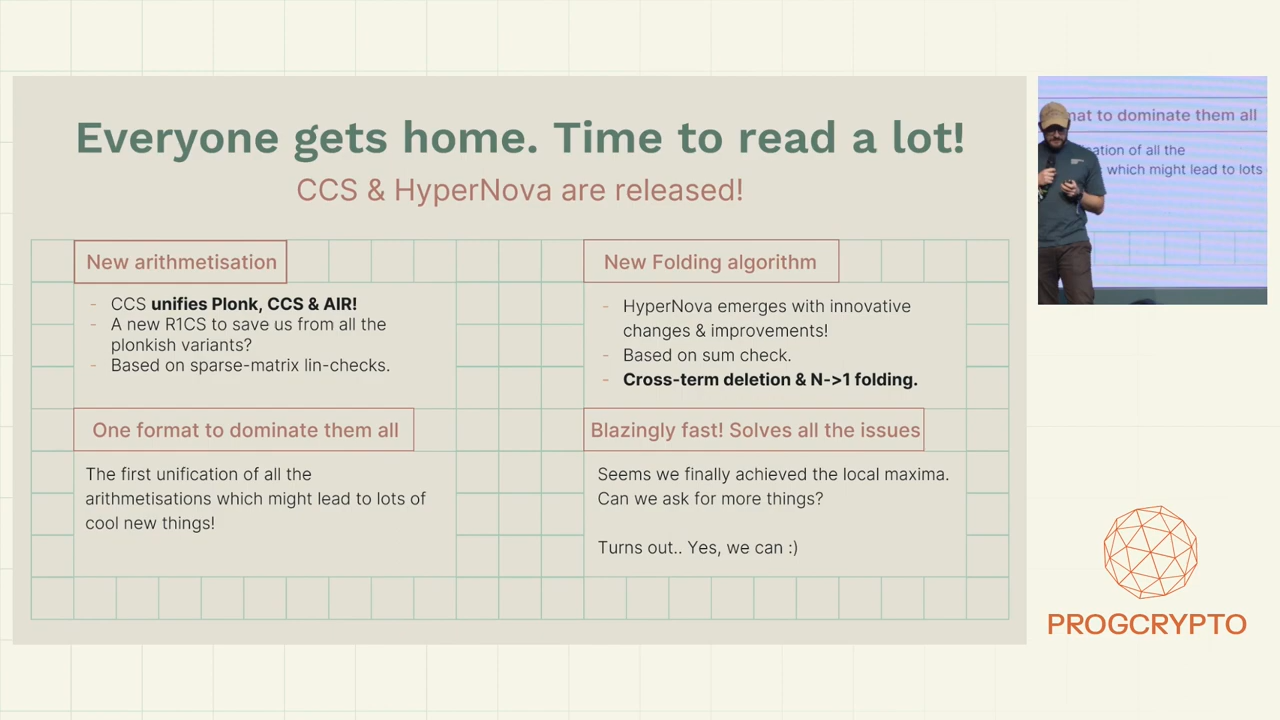 Everyone gets home. Time to read a lot!
CCS & HyperNova are released!
New arithmetisation
- CCS unifies Plonk, CCS & AIR!
- A new R1CS to save us from all the
plonkish variants?
- Based on sparse-matrix lin-checks.
New Folding algorithm
- HyperNova emerges with innovative
changes & improvements!
- Based on sum check.
- Cross-term deletion & N->1 folding.
One format to dominate them all
The first unification of all the
arithmetisations which might lead to lots of
cool new things!
Blazingly fast! Solves all the issues
Seems we finally achieved the local maxima.
Can we ask for more things?
Turns out.. Yes, we can :)
mat to dominate them all
ation of all the
which might lead to lots
PROGCRYPTO